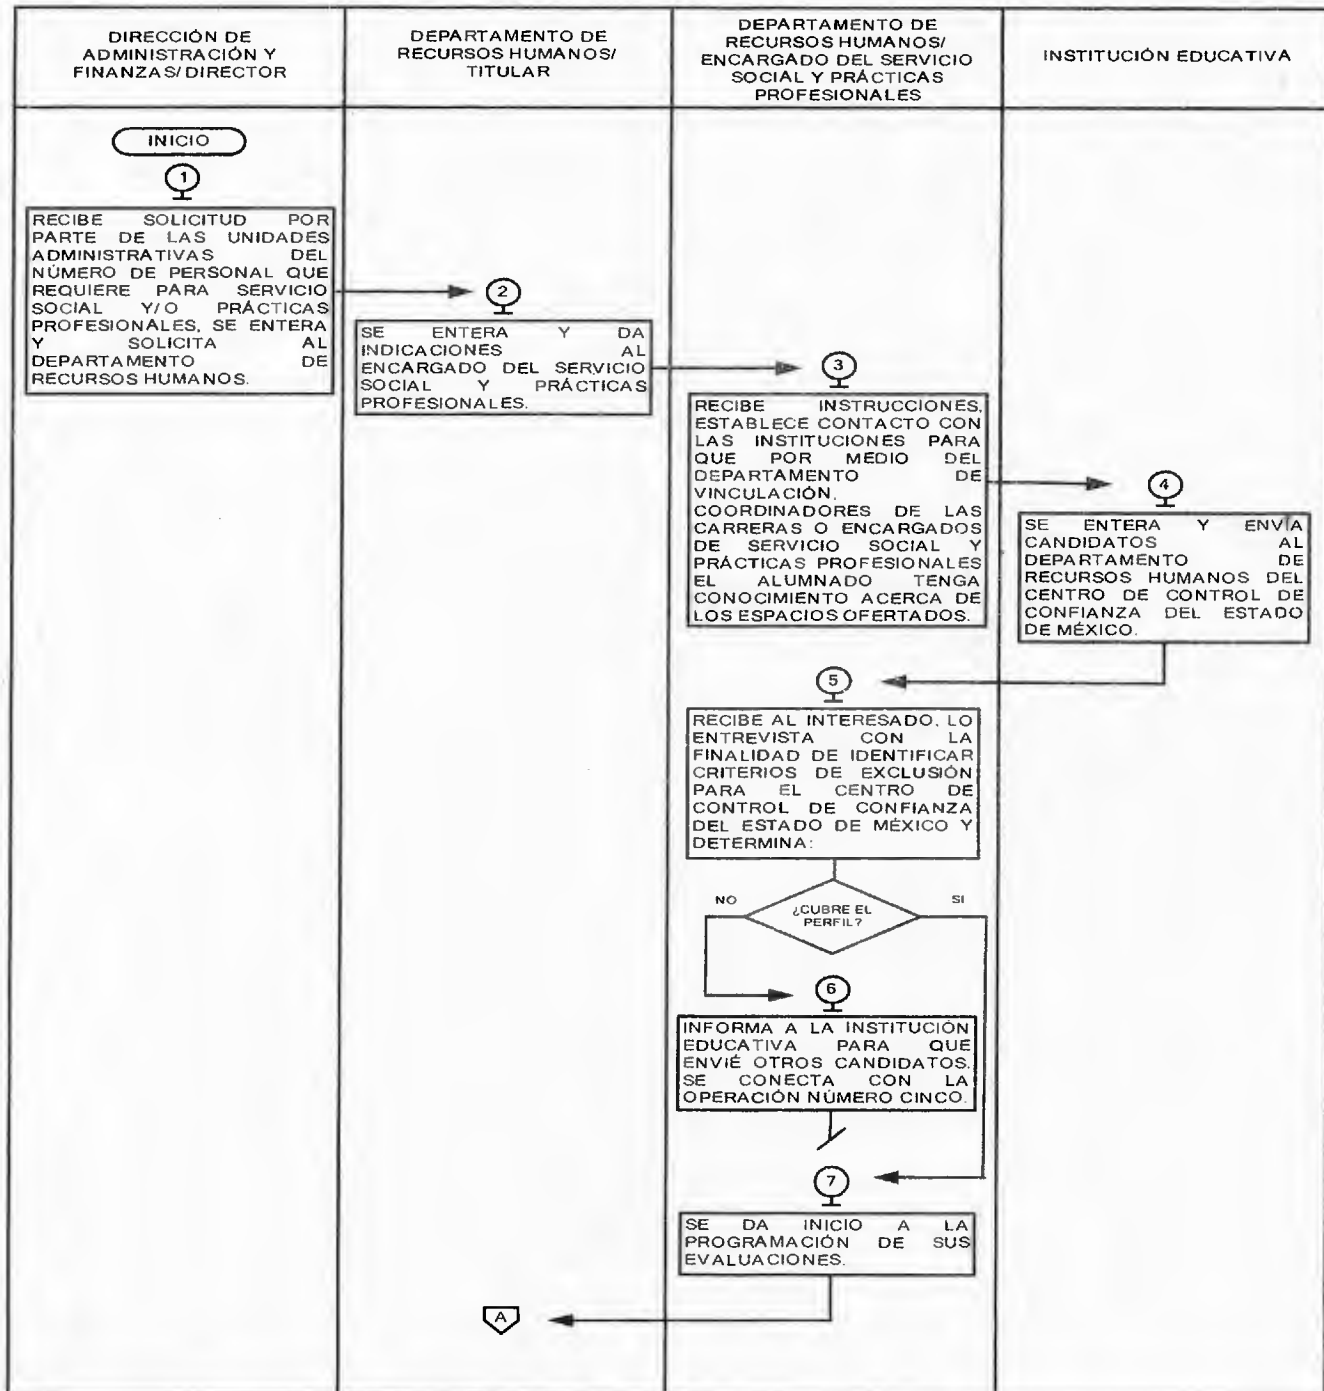 DIRECCIÓN DE
ADMINISTRACIÓN Y
FINANZAS/DIRECTOR
DEPARTAMENTO DE
RECURSOS HUMANOS/
TITULAR
DEPARTAMENTO DE
RECURSOS HUMANOS/
ENCARGADO DEL SERVICIO
SOCIAL Y PRÁCTICAS
PROFESIONALES
INSTITUCIÓN EDUCATIVA
INICIO
1
RECIBE SOLICITUD POR
PARTE DE LAS UNIDADES
ADMINISTRATIVAS DEL
NÚMERO DE PERSONAL QUE
REQUIERE PARA SERVICIO
SOCIAL Y/O PRÁCTICAS
PROFESIONALES, SE ENTERA
Y SOLICITA AL
DEPARTAMENTO DE
RECURSOS HUMANOS.
2
SE ENTERA Y DA
INDICACIONES AL
ENCARGADO DEL SERVICIO
SOCIAL Y PRÁCTICAS
PROFESIONALES.
3
RECIBE INSTRUCCIONES,
ESTABLECE CONTACTO CON
LAS INSTITUCIONES PARA
QUE POR MEDIO DEL
DEPARTAMENTO DE
VINCULACIÓN,
COORDINADORES DE LAS
CARRERAS O ENCARGADOS
DE SERVICIO SOCIAL Y
PRÁCTICAS PROFESIONALES
EL ALUMNADO TENGA
CONOCIMIENTO ACERCA DE
LOS ESPACIOS OFERTADOS.
4
SE ENTERA Y ENVÍA
CANDIDATOS AL
DEPARTAMENTO DE
RECURSOS HUMANOS DEL
CENTRO DE CONTROL DE
CONFIANZA DEL ESTADO
DE MÉXICO.
5
RECIBE AL INTERESADO, LO
ENTREVISTA CON LA
FINALIDAD DE IDENTIFICAR
CRITERIOS DE EXCLUSIÓN
PARA EL CENTRO DE
CONTROL DE CONFIANZA
DEL ESTADO DE MÉXICO Y
DETERMINA:
NO
¿CUBRE EL
PERFIL?
SI
6
INFORMA A LA INSTITUCIÓN
EDUCATIVA PARA QUE
ENVIÉ OTROS CANDIDATOS.
SE CONECTA CON LA
OPERACIÓN NÚMERO CINCO.
7
SE DA INICIO A LA
PROGRAMACIÓN DE SUS
EVALUACIONES.
A